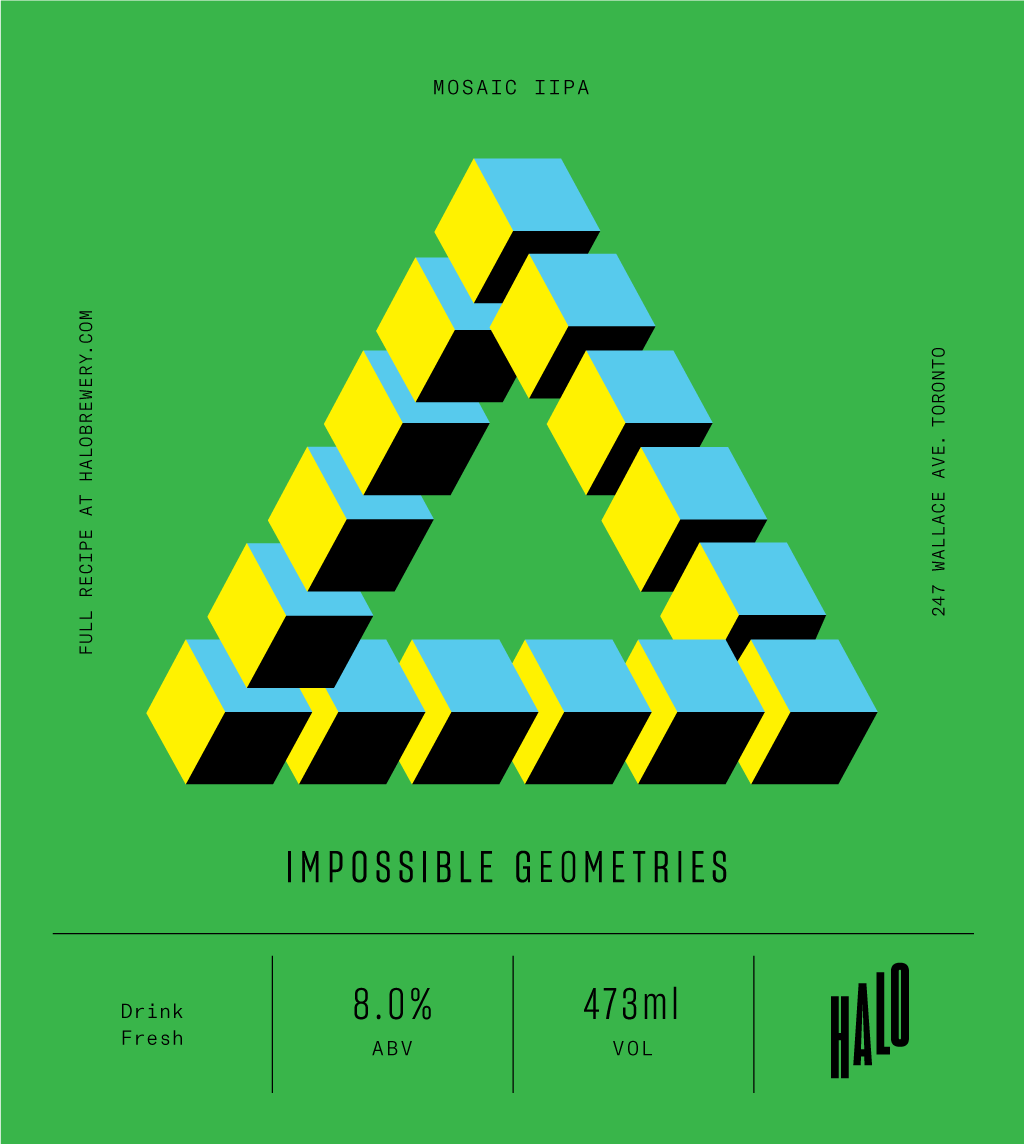 MOSAIC IIPA
FULL RECIPE AT HALOBREWERY.COM
247 WALLACE AVE. TORONTO
IMPOSSIBLE GEOMETRIES
Drink
Fresh
8.0%
ABV
473ml
VOL
HALO